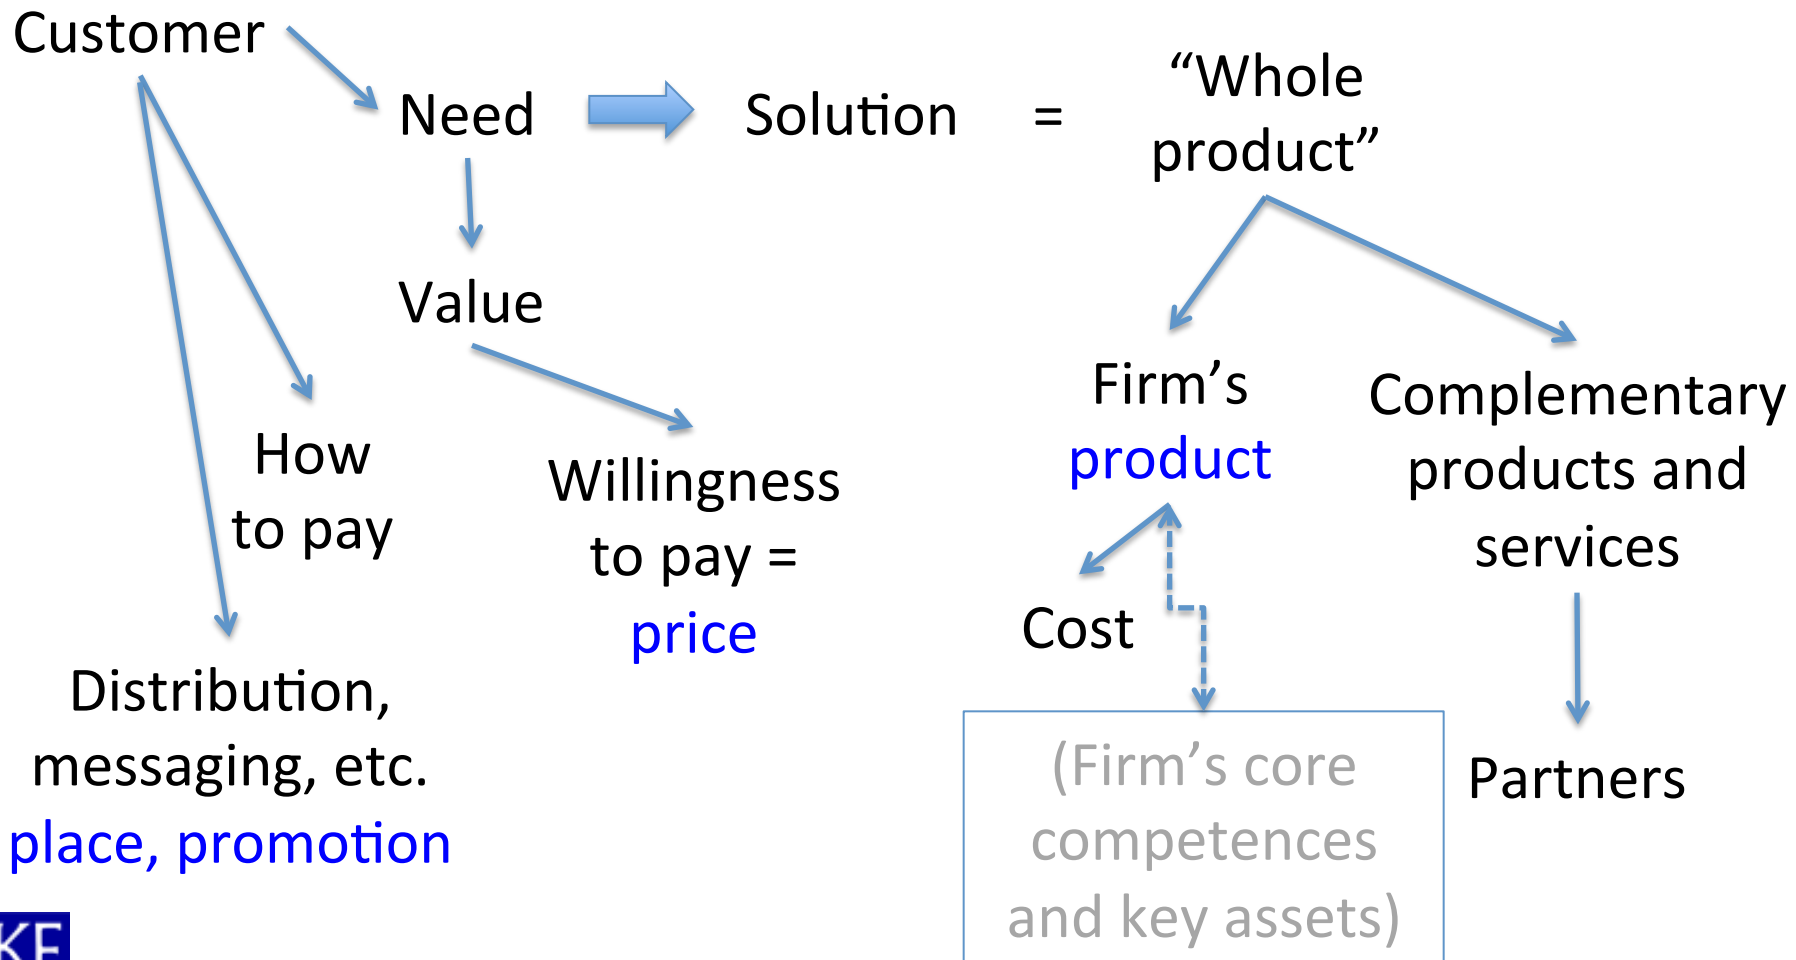 Customer
Need
Solution
=
“Whole
product”
Value
Firm’s
product
Complementary
products and
services
How
to pay
Willingness
to pay =
price
Cost
Distribution,
messaging, etc.
place, promotion
(Firm’s core
competences
and key assets)
Partners